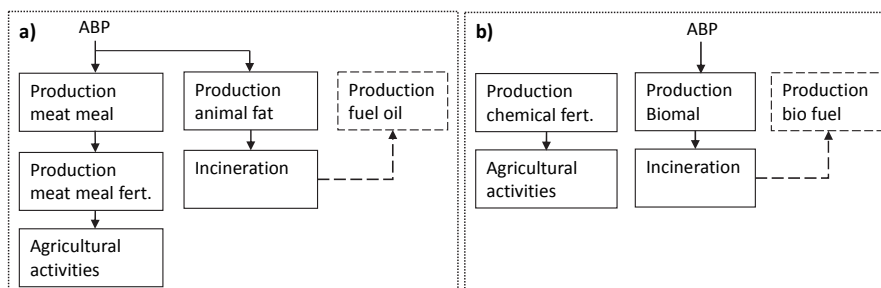 a)
ABP
Production
meat meal
Production
animal fat
Production
fuel oil
Production
meat meal fert.
Incineration
Agricultural
activities
b)
ABP
Production
chemical fert.
Production
Biomal
Production
bio fuel
Agricultural
activities
Incineration